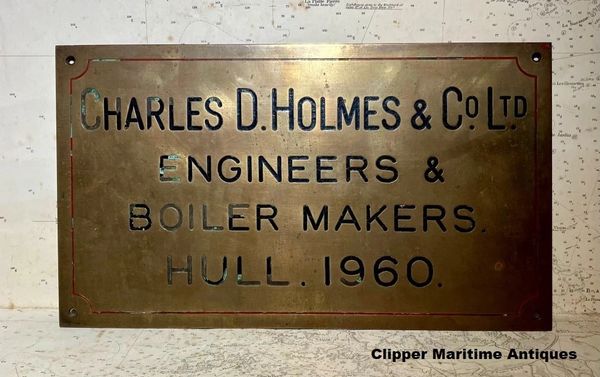 CHARLES D. HOLMES & CO LTD
ENGINEERS &
BOILER MAKERS.
HULL. 1960.
Clipper Maritime Antiques